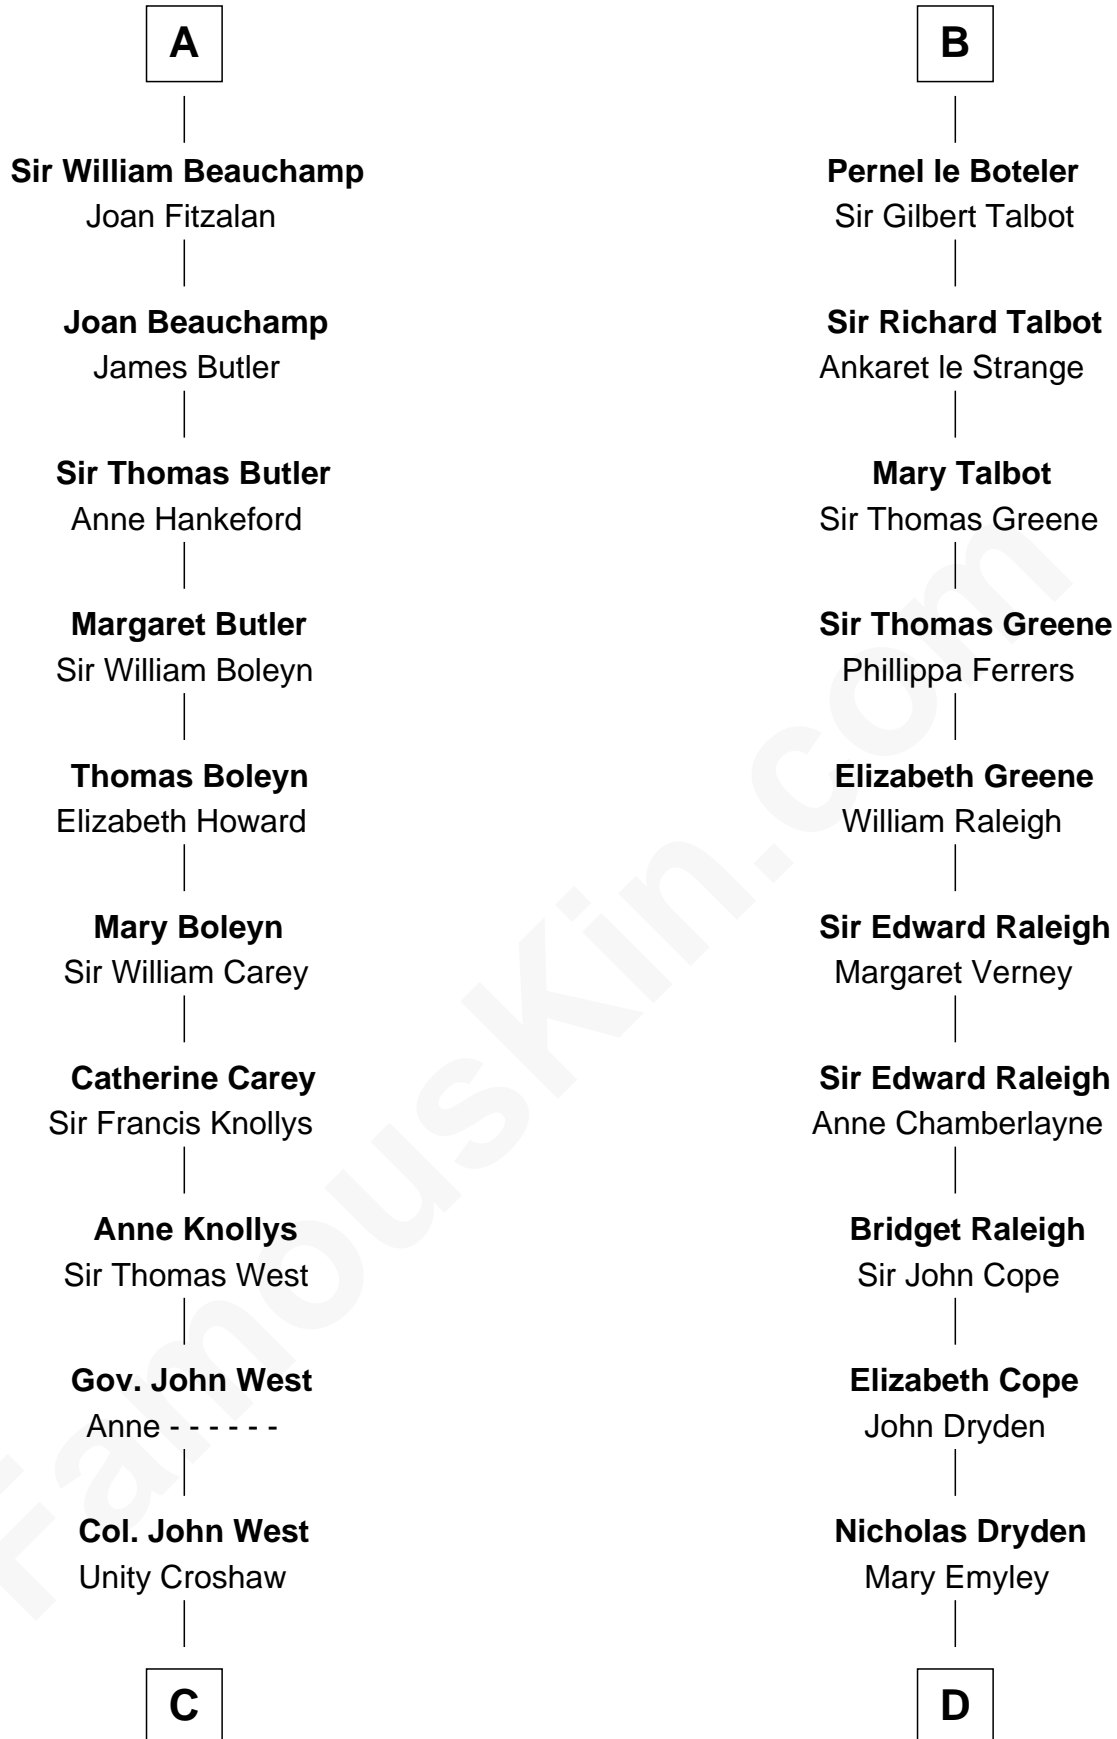 A
Sir William Beauchamp
Joan Fitzalan
Joan Beauchamp
James Butler
Sir Thomas Butler
Anne Hankeford
Margaret Butler
Sir William Boleyn
Thomas Boleyn
Elizabeth Howard
Mary Boleyn
Sir William Carey
Catherine Carey
Sir Francis Knollys
Anne Knollys
Sir Thomas West
Gov. John West
Anne - - - - - -
Col. John West
Unity Croshaw
C
B
Pernel le Boteler
Sir Gilbert Talbot
Sir Richard Talbot
Ankaret le Strange
Mary Talbot
Sir Thomas Greene
Sir Thomas Greene
Phillippa Ferrers
Elizabeth Greene
William Raleigh
Sir Edward Raleigh
Margaret Verney
Sir Edward Raleigh
Anne Chamberlayne
Bridget Raleigh
Sir John Cope
Elizabeth Cope
John Dryden
Nicholas Dryden
Mary Emyley
D
FamousKin.com